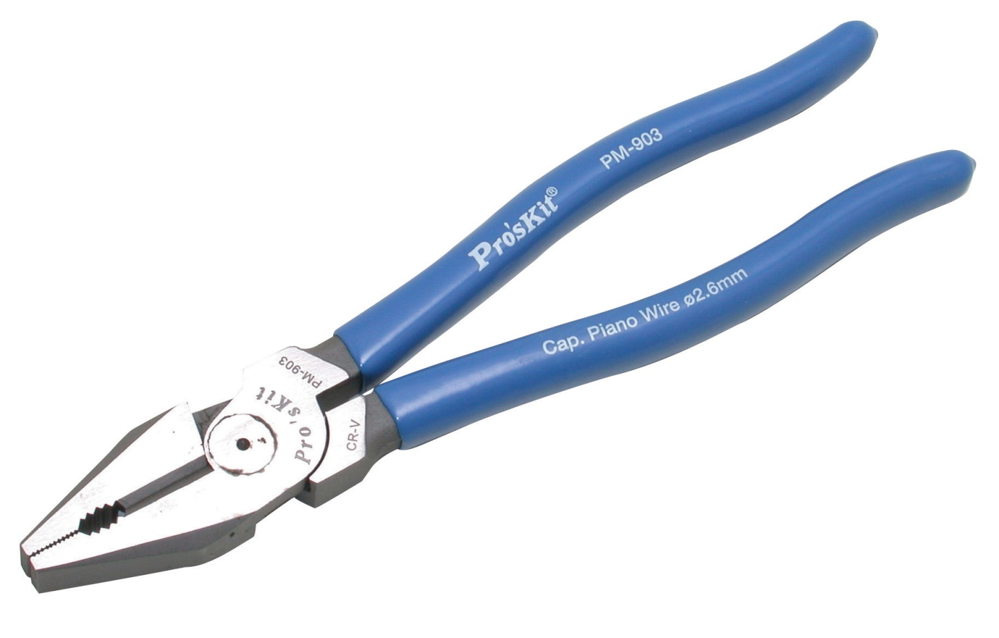 PM-903
Pro'sKit®
Cap. Piano Wire ø2.6mm
PM-903
Pro'sKit
CR-V